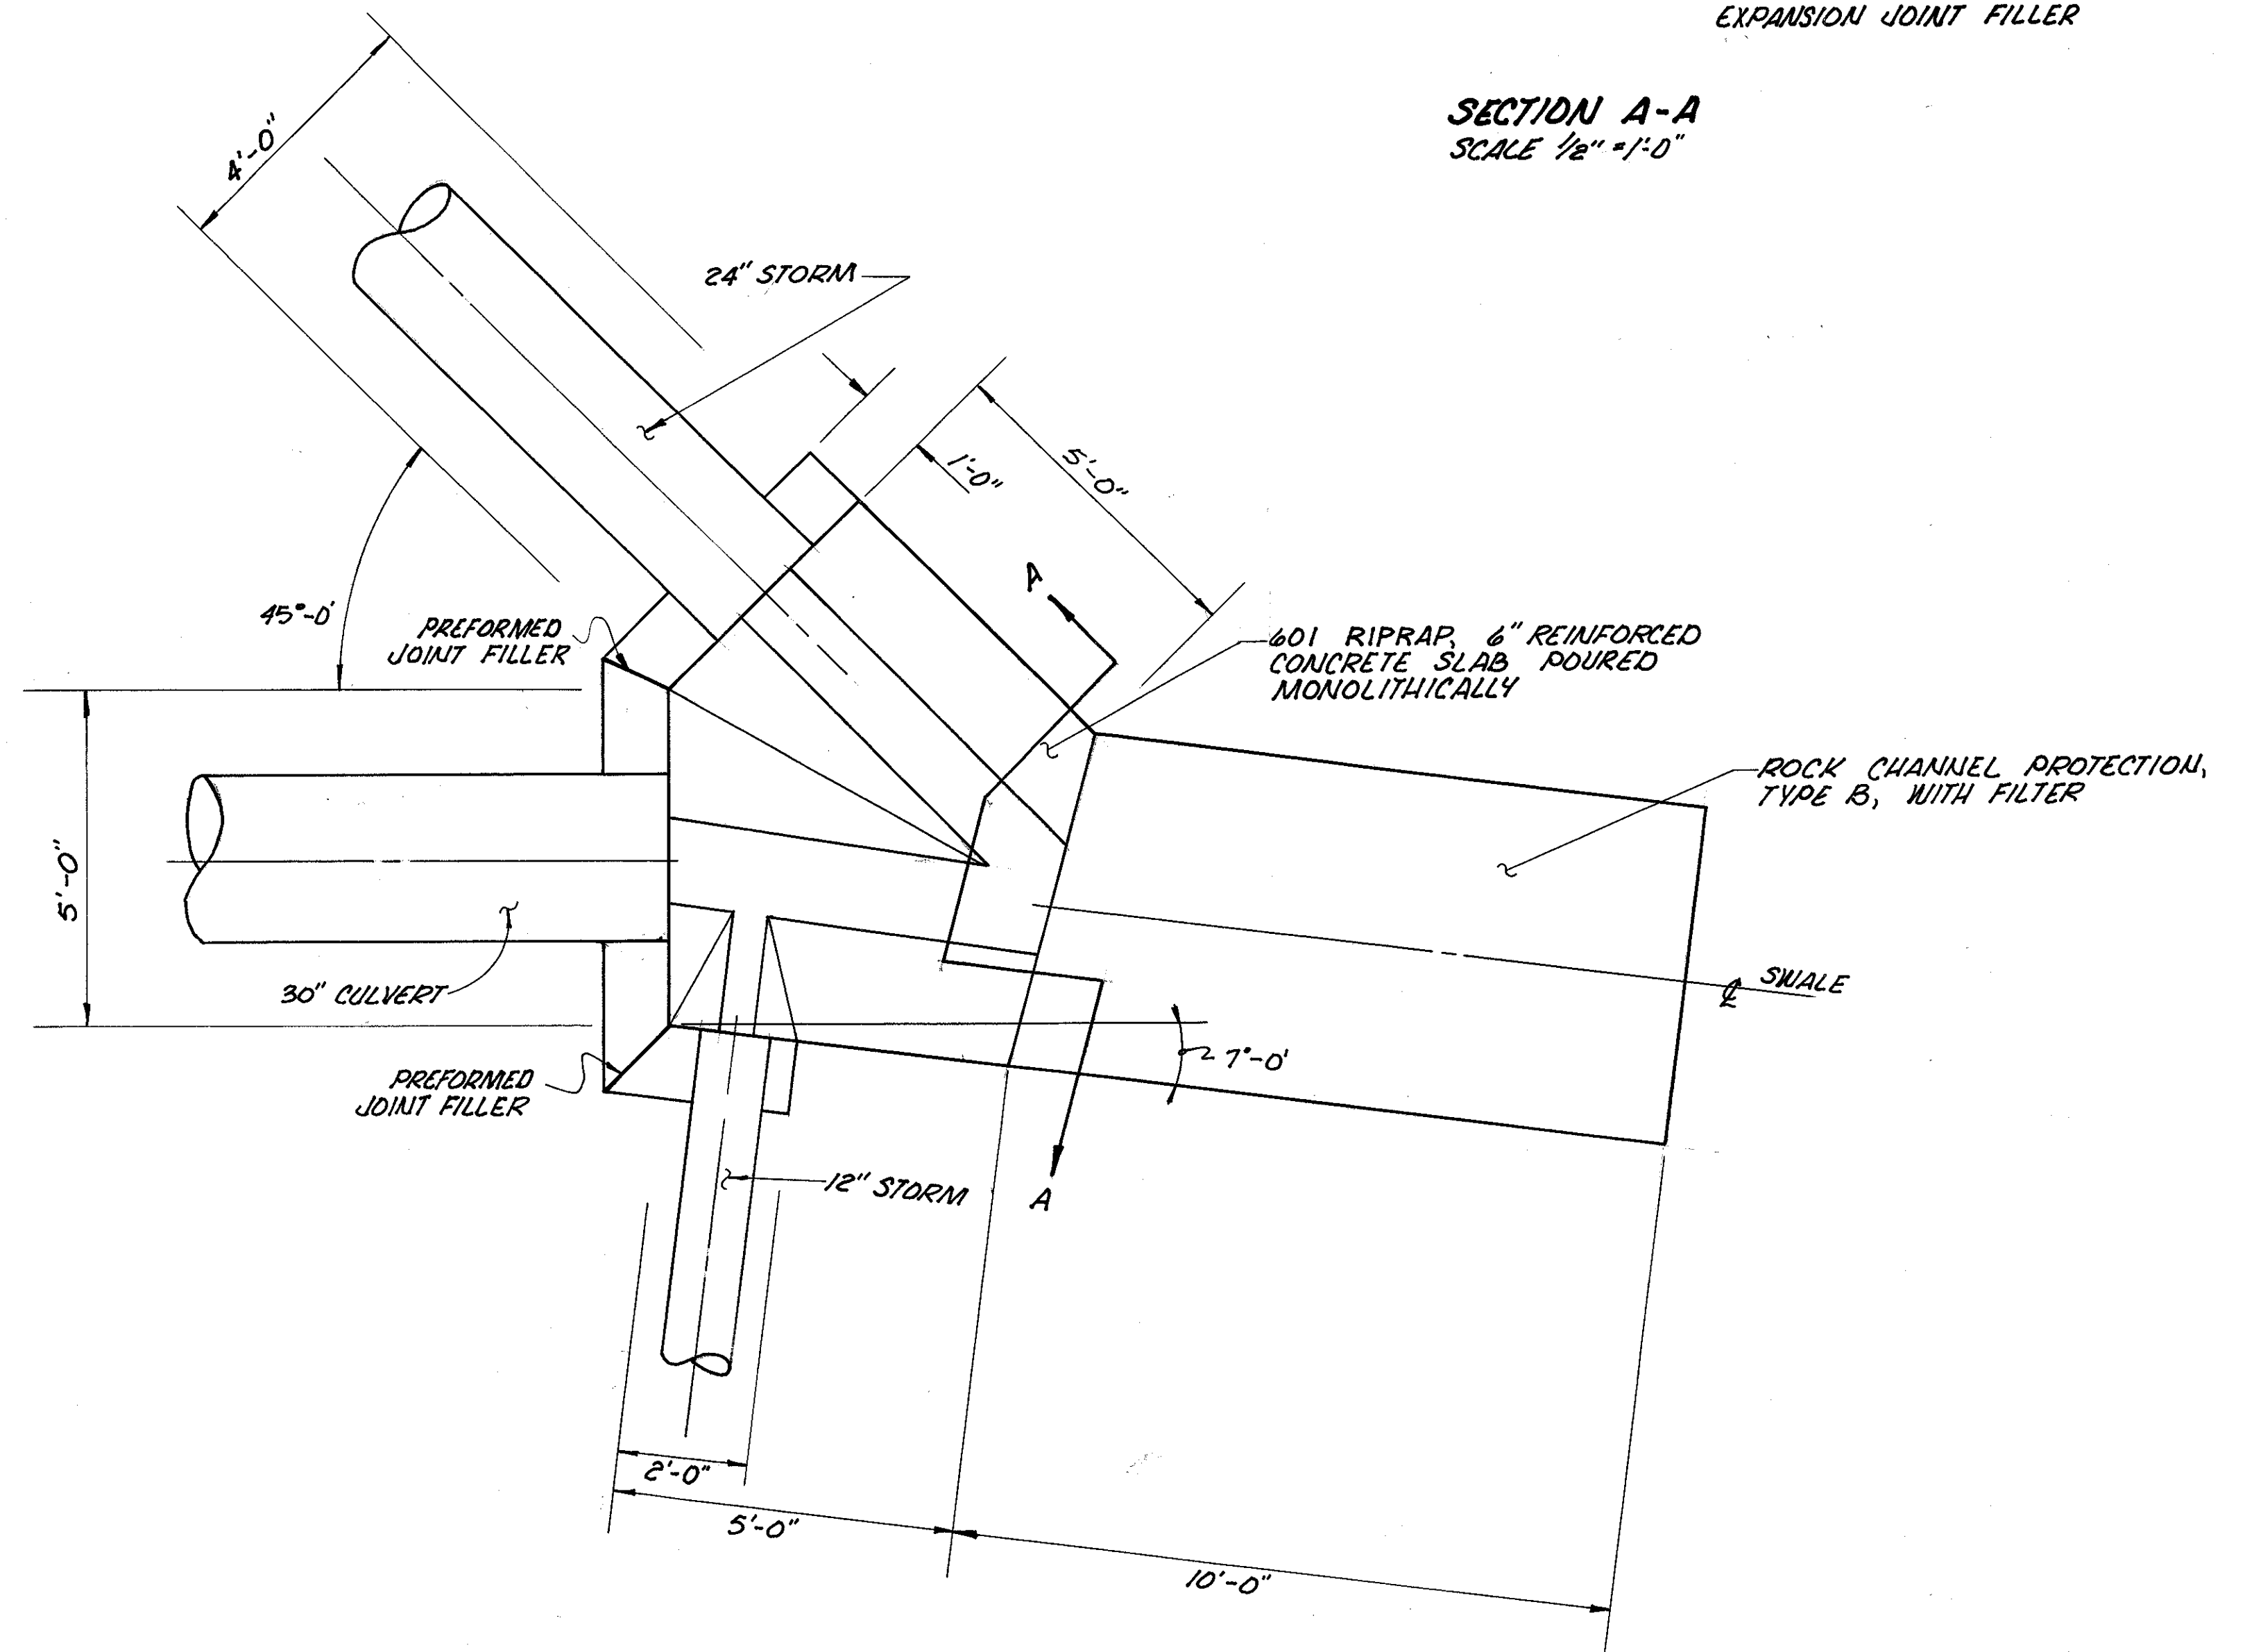 EXPANSION JOINT FILLER
SECTION A-A
SCALE 1/2" = 1'-0"
4'-0"
24" STORM
1'-0"
5'-0"
A
45°-0'
PREFORMED
JOINT FILLER
601 RIPRAP, 6" REINFORCED
CONCRETE SLAB POURED
MONOLITHICALLY
ROCK CHANNEL PROTECTION,
TYPE B, WITH FILTER
5'-0"
30" CULVERT
℄ SWALE
7°-0'
PREFORMED
JOINT FILLER
12" STORM
A
2'-0"
5'-0"
10'-0"